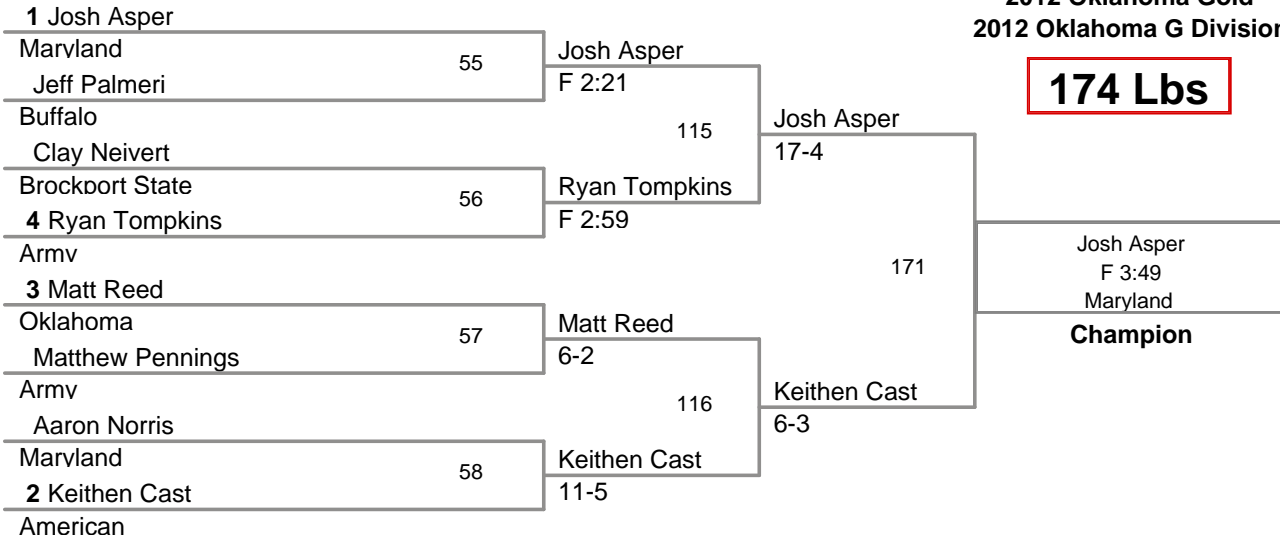 2012 Oklahoma Gold
2012 Oklahoma G Division
174 Lbs
1 Josh Asper
Maryland
Jeff Palmeri
Buffalo
Clay Neivert
Brockport State
4 Ryan Tompkins
Army
3 Matt Reed
Oklahoma
Matthew Pennings
Army
Aaron Norris
Maryland
2 Keithen Cast
American
55
56
57
58
Josh Asper
F 2:21
Ryan Tompkins
F 2:59
Matt Reed
6-2
Keithen Cast
11-5
115
116
Josh Asper
17-4
Keithen Cast
6-3
171
Josh Asper
F 3:49
Maryland
Champion